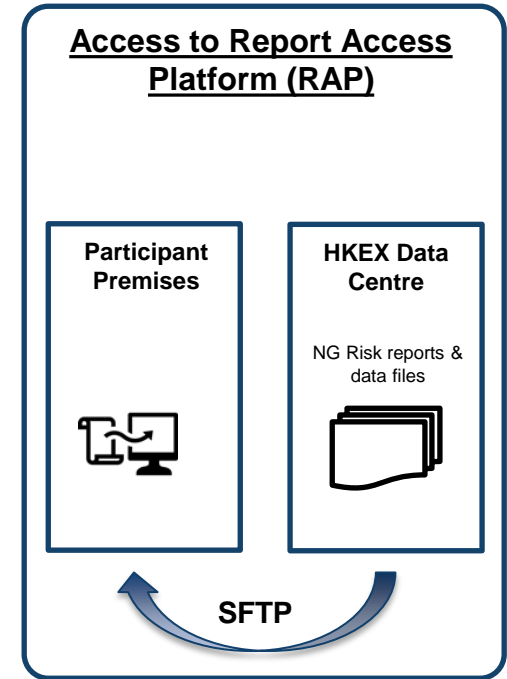 Access to Report Access
Platform (RAP)
Participant
Premises
HKEX Data
Centre
NG Risk reports &
data files
SFTP